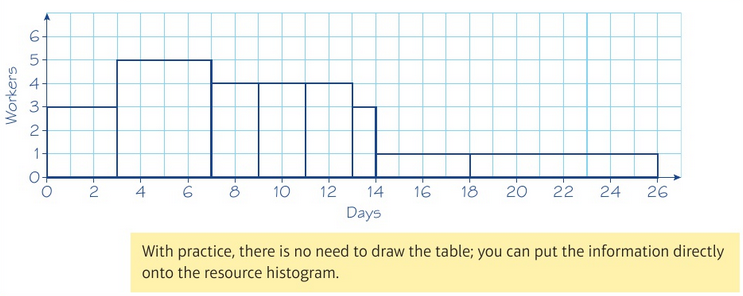 6
5
4
3
2
1
0
Workers
0 2 4 6 8 10 12 14 16 18 20 22 24 26
Days
With practice, there is no need to draw the table; you can put the information directly
onto the resource histogram.